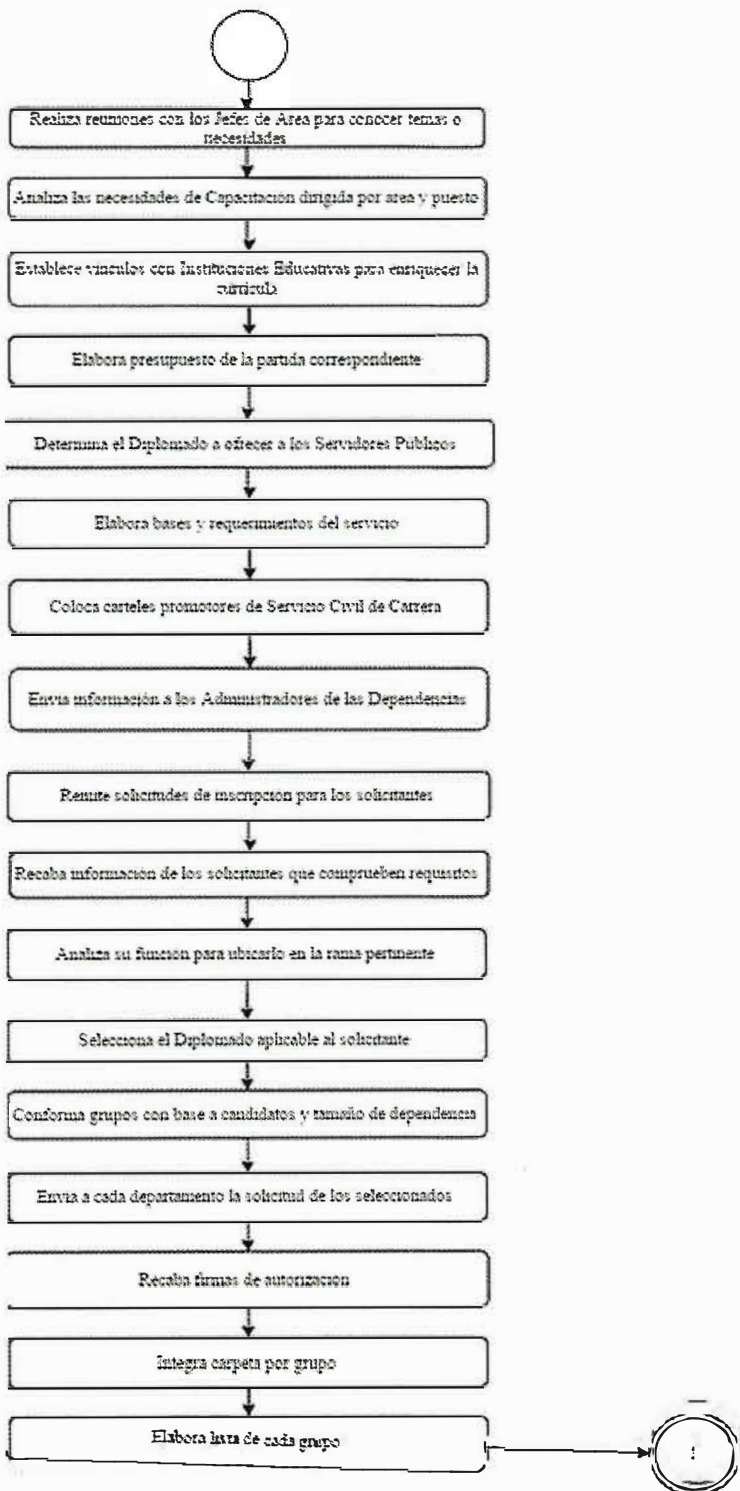 Realiza reuniones con los Jefes de Area para conocer temas o
necesidades
Analiza las necesidades de Capacitación dirigida por area y puesto
Establece vinculos con Instituciones Educativas para enriquecer la
curricula
Elabora presupuesto de la partida correspondiente
Determina el Diplomado a ofrecer a los Servidores Publicos
Elabora bases y requerimientos del servicio
Coloca carteles promotores de Servicio Civil de Carrera
Envia información a los Administradores de las Dependencias
Remite solicitudes de inscripcion para los solicitantes
Recaba información de los solicitantes que comprueben requisitos
Analiza su funcion para ubicarlo en la rama pertinente
Selecciona el Diplomado aplicable al solicitante
Conforma grupos con base a candidatos y tamaño de dependencia
Envia a cada departamento la solicitud de los seleccionados
Recaba firmas de autorizacion
Integra carpeta por grupo
Elabora lista de cada grupo